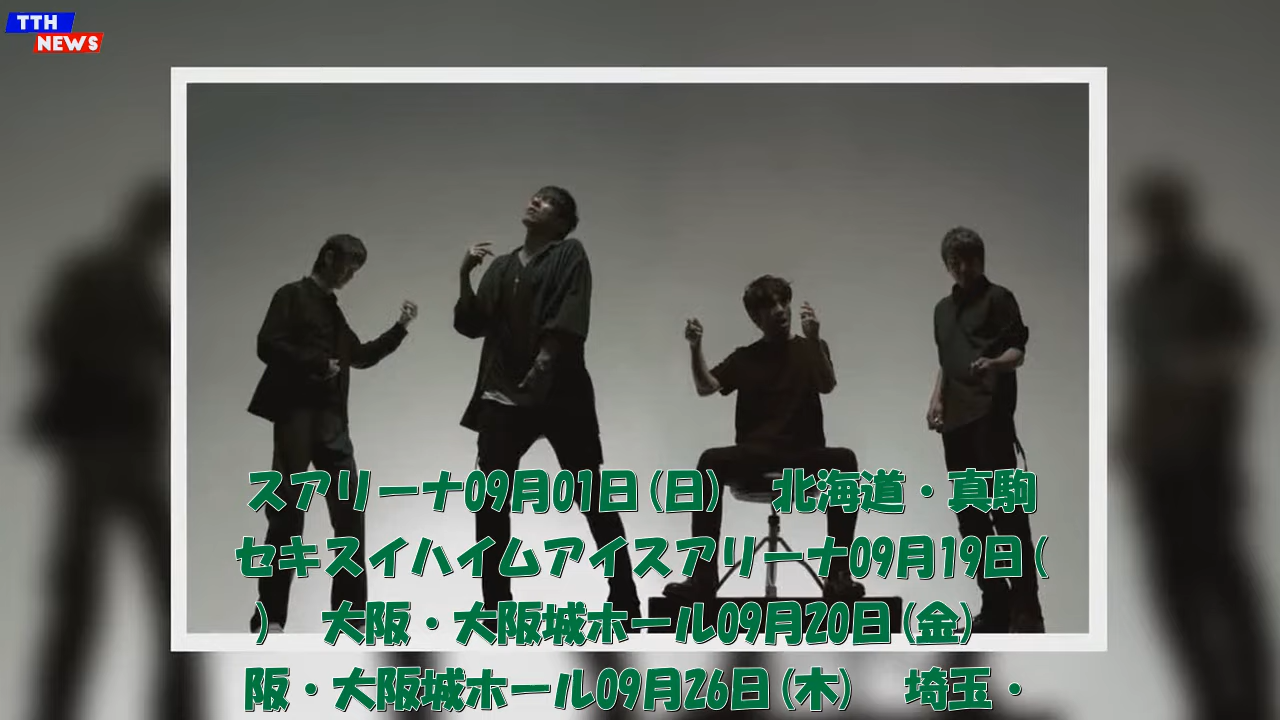 TTH
NEWS
スアリーナ09月01日(日)　北海道・真駒
セキスイハイムアイスアリーナ09月19日(
)　大阪・大阪城ホール09月20日(金)
阪・大阪城ホール09月26日(木)　埼玉・